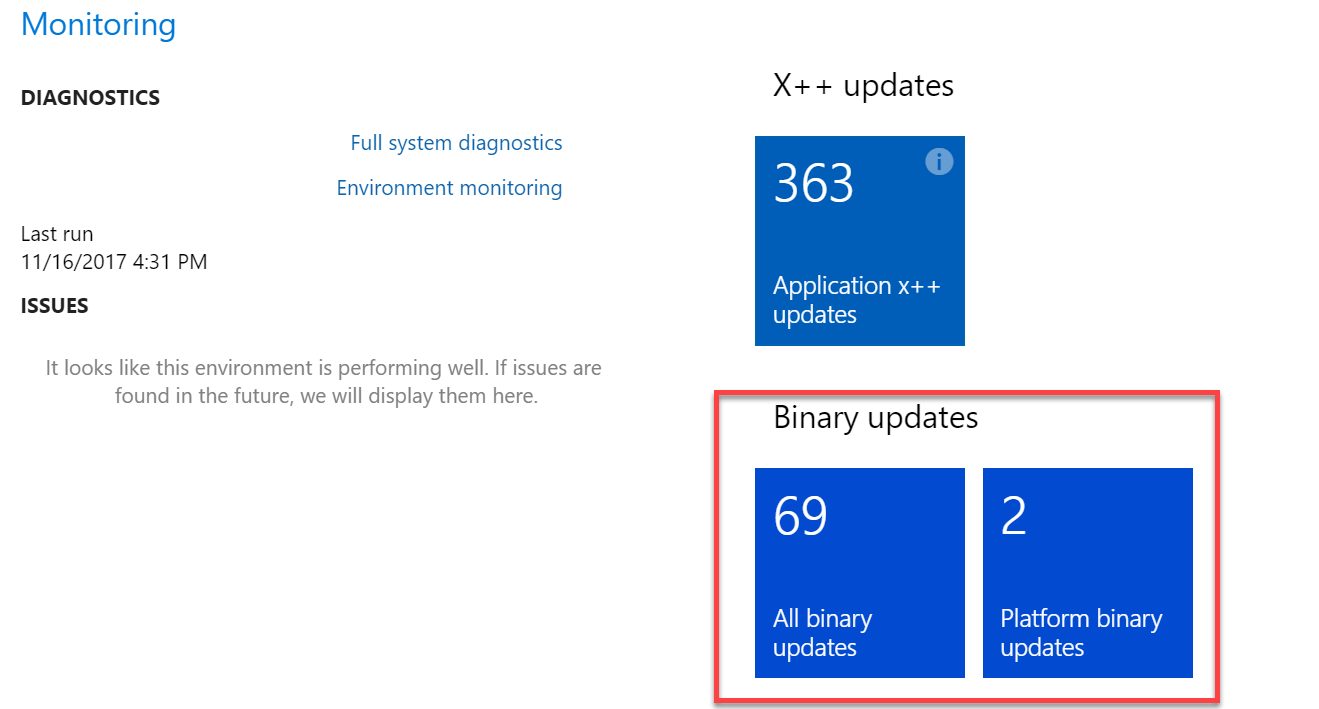 Monitoring
DIAGNOSTICS
Full system diagnostics
Environment monitoring
Last run
11/16/2017 4:31 PM
ISSUES
It looks like this environment is performing well. If issues are
found in the future, we will display them here.
X++ updates
363
i
Application x++
updates
Binary updates
69
All binary
updates
2
Platform binary
updates